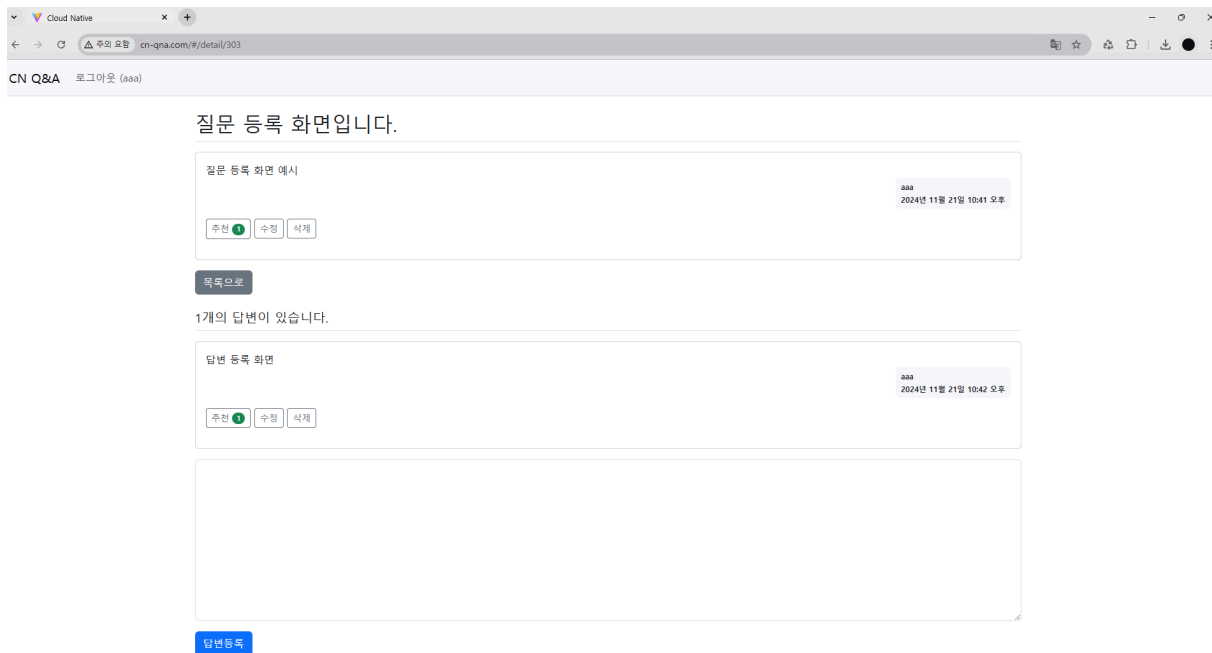 Cloud Native
주의 요함 cn-qna.com/#/detail/303
CN Q&A 로그아웃 (aaa)
질문 등록 화면입니다.
질문 등록 화면 예시
aaa
2024년 11월 21일 10:41 오후
추천 1 수정 삭제
목록으로
1개의 답변이 있습니다.
답변 등록 화면
aaa
2024년 11월 21일 10:42 오후
추천 1 수정 삭제
답변등록